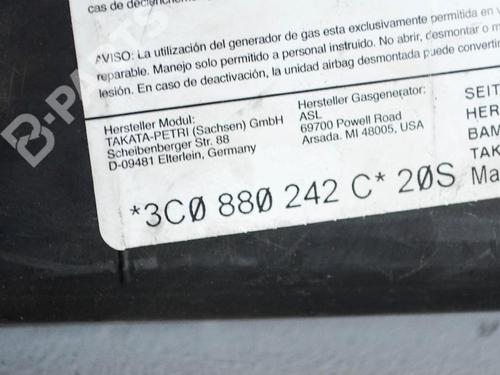 cas de déclenchem
AVISO: La utilización del generador de gas esta exclusivamente permitida en v
reparable. Manejo solo permitido a personal instruido. No abrir, desmontar o m
lesión. En caso de deactivación, la unidad airbag desmontada puede convertir
Hersteller Modul:
TAKATA-PETRI (Sachsen) GmbH
Scheibenberger Str. 88
D-09481 Elterlein, Germany
Hersteller Gasgenerator:
ASL
69700 Powell Road
Arsada. MI 48005, USA
SEIT
HER
BAM
TAK
Ma
*3C0 880 242 C* 20S
B-PARTS